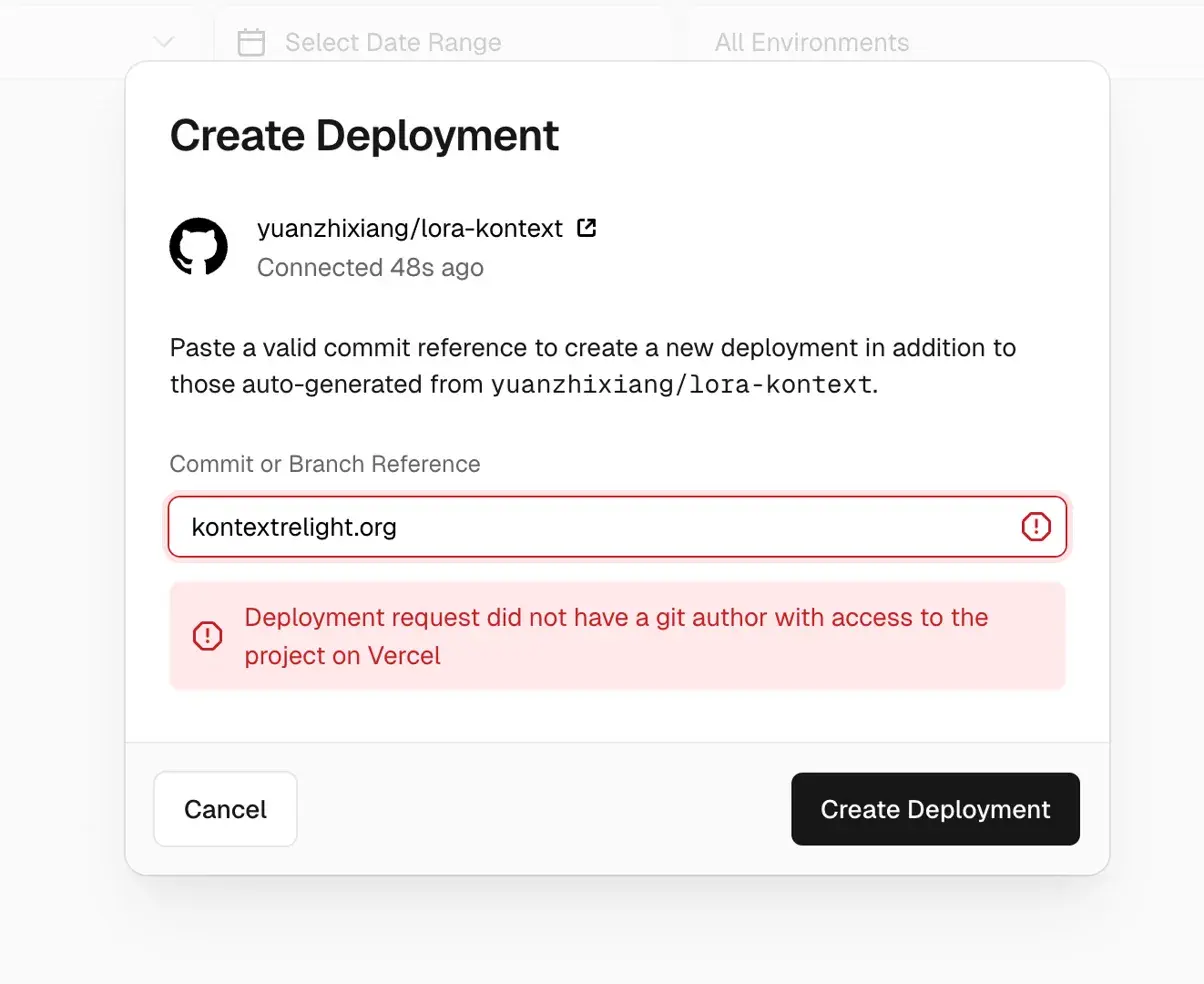 Select Date Range
All Environments
Create Deployment
yuanzhixiang/lora-kontext
Connected 48s ago
Paste a valid commit reference to create a new deployment in addition to
those auto-generated from yuanzhixiang/lora-kontext.
Commit or Branch Reference
kontextrelight.org
Deployment request did not have a git author with access to the
project on Vercel
Cancel
Create Deployment